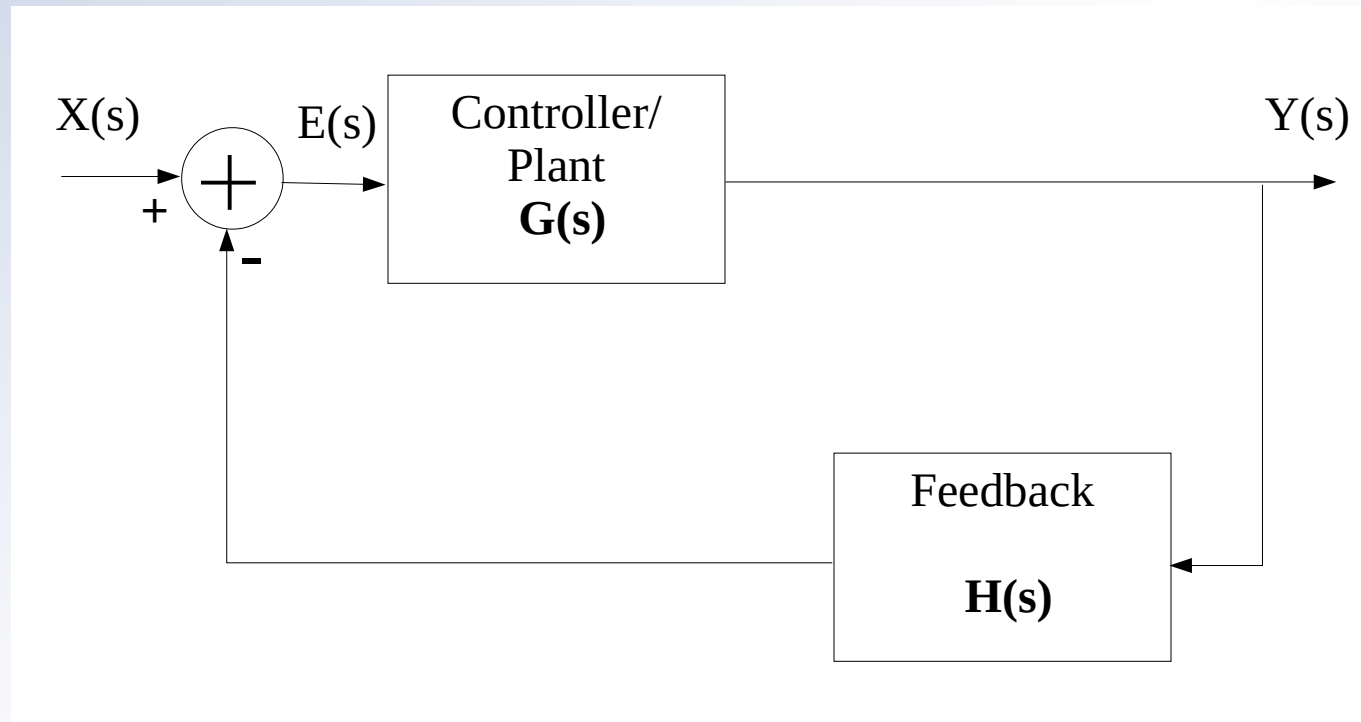 X(s)
E(s)
Controller/
Plant
G(s)
Y(s)
+
+
-
Feedback
H(s)